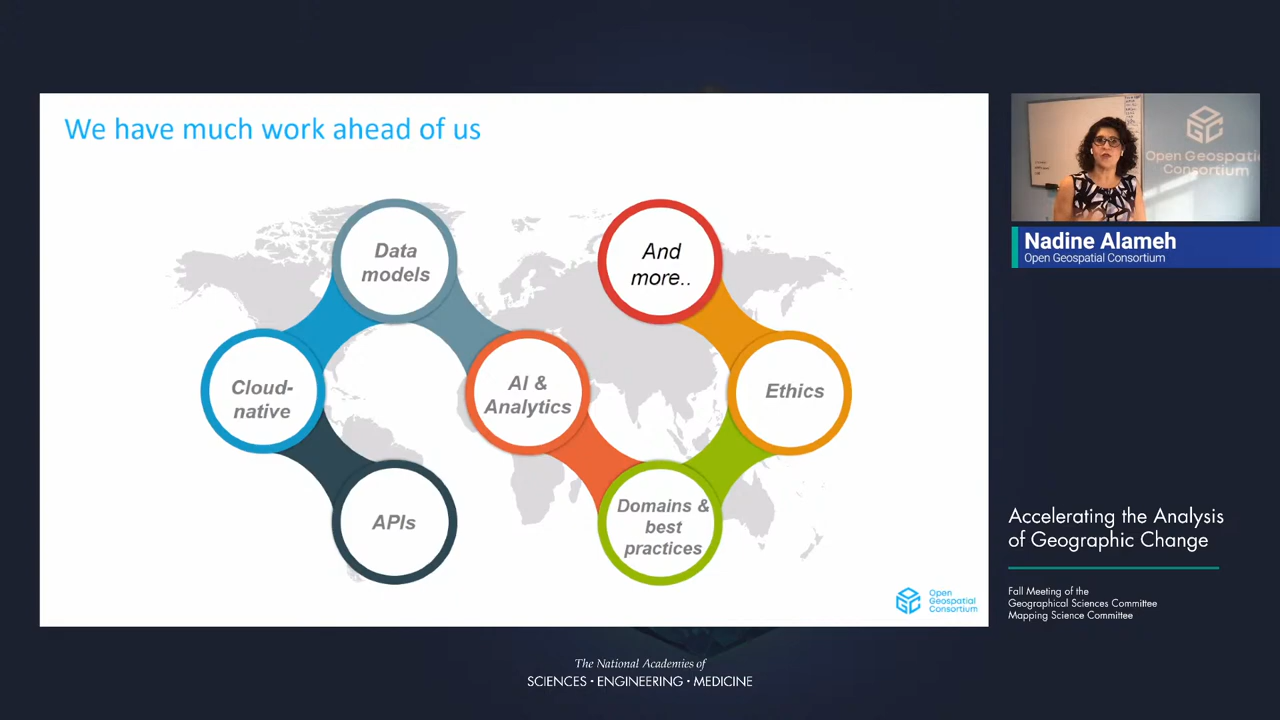 We have much work ahead of us
Data
models
And
more..
Cloud-
native
AI &
Analytics
Ethics
APIs
Domains &
best
practices
Open
Geospatial
Consortium
OGC
Open Geospati
Consortium
Nadine Alameh
Open Geospatial Consortium
Accelerating the Analysis
of Geographic Change
Fall Meeting of the
Geographical Sciences Committee
Mapping Science Committee
The National Academies of
SCIENCES • ENGINEERING • MEDICINE